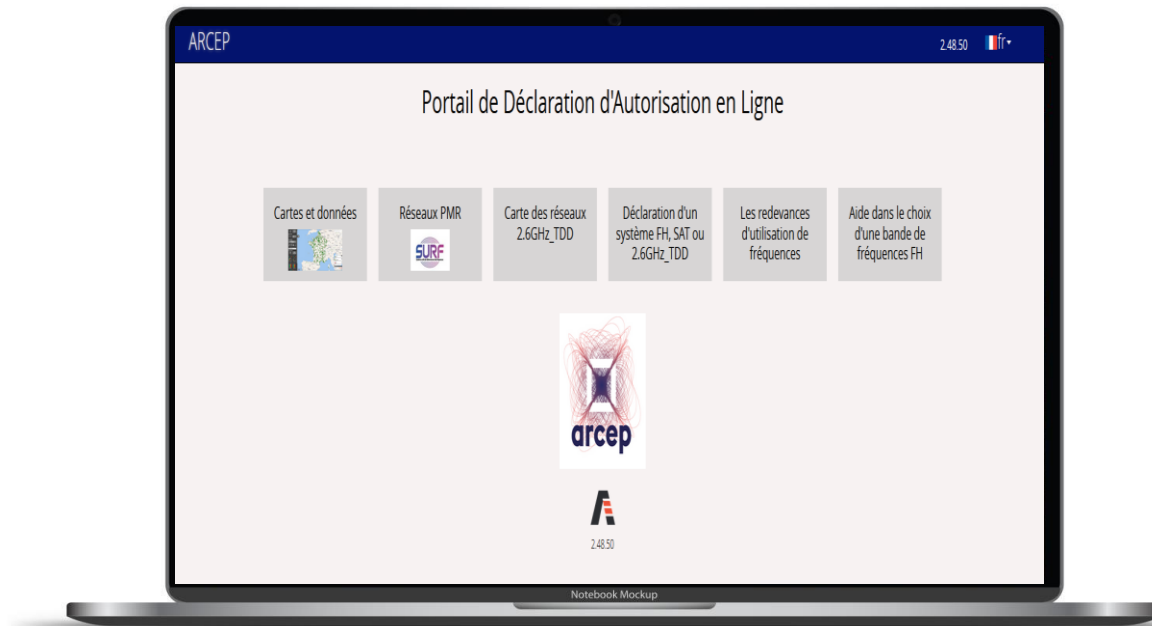 ARCEP
2.48.50
fr
Portail de Déclaration d'Autorisation en Ligne
Cartes et données
Réseaux PMR
SURF
Carte des réseaux
2.6GHz_TDD
Déclaration d'un
système FH, SAT ou
2.6GHz_TDD
Les redevances
d'utilisation de
fréquences
Aide dans le choix
d'une bande de
fréquences FH
arcep
2.48.50
Notebook Mockup